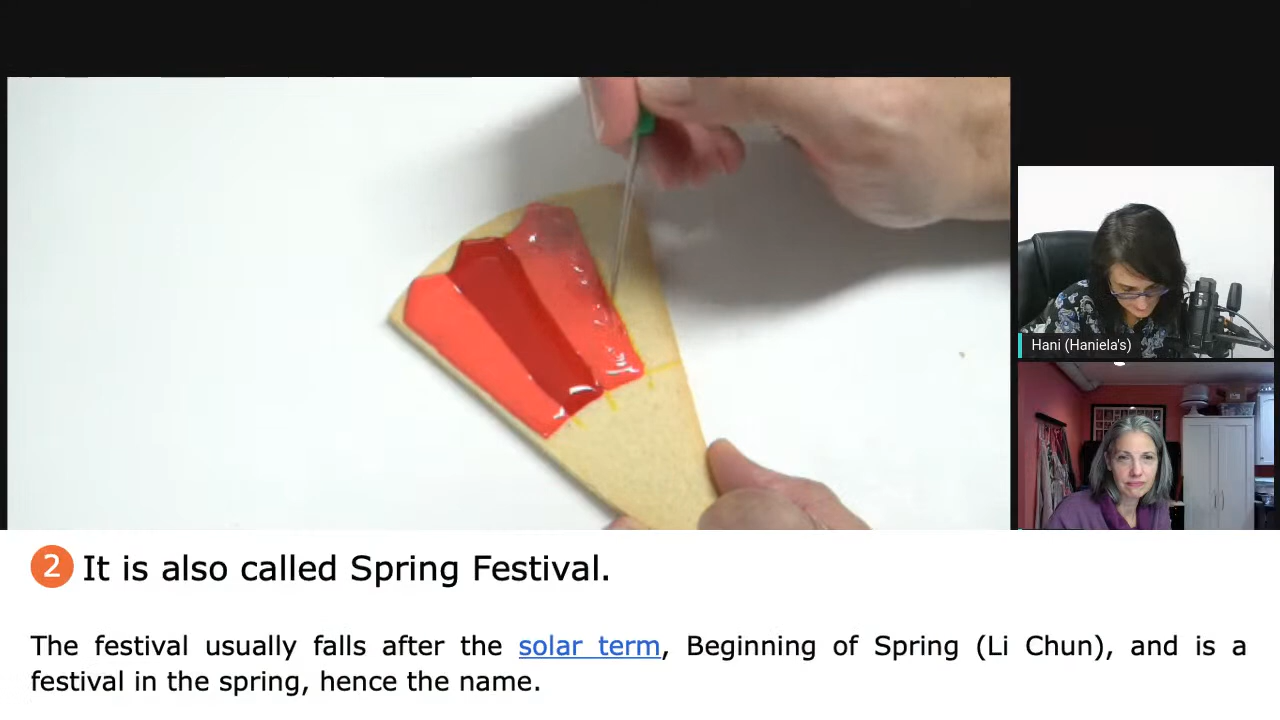 Hani (Haniela's)
2 It is also called Spring Festival.
The festival usually falls after the solar term, Beginning of Spring (Li Chun), and is a
festival in the spring, hence the name.